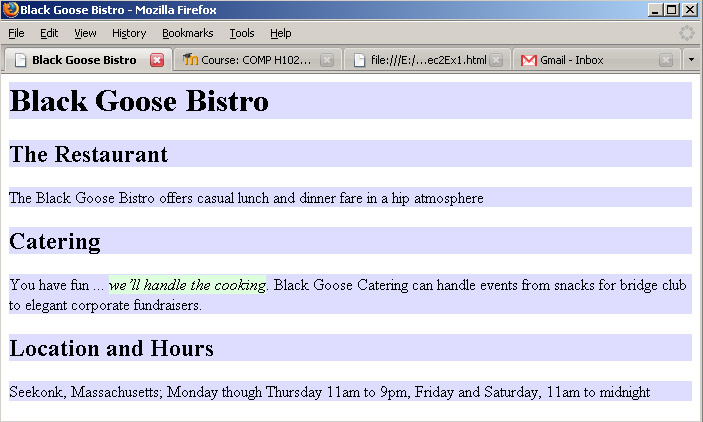 Black Goose Bistro - Mozilla Firefox
File Edit View History Bookmarks Tools Help
Black Goose Bistro Course: COMP H102... file:///E:/...ec2Ex1.html Gmail - Inbox
Black Goose Bistro
The Restaurant
The Black Goose Bistro offers casual lunch and dinner fare in a hip atmosphere
Catering
You have fun ... we'll handle the cooking. Black Goose Catering can handle events from snacks for bridge club
to elegant corporate fundraisers.
Location and Hours
Seekonk, Massachusetts; Monday though Thursday 11am to 9pm, Friday and Saturday, 11am to midnight